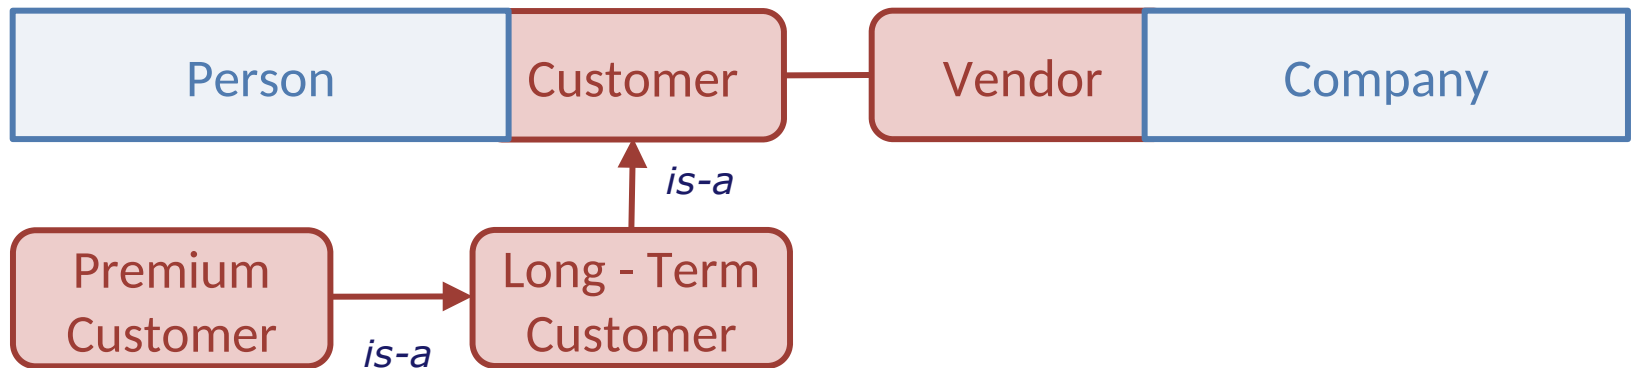 Person Customer Vendor Company
is-a
Premium Long - Term
Customer Customer
is-a